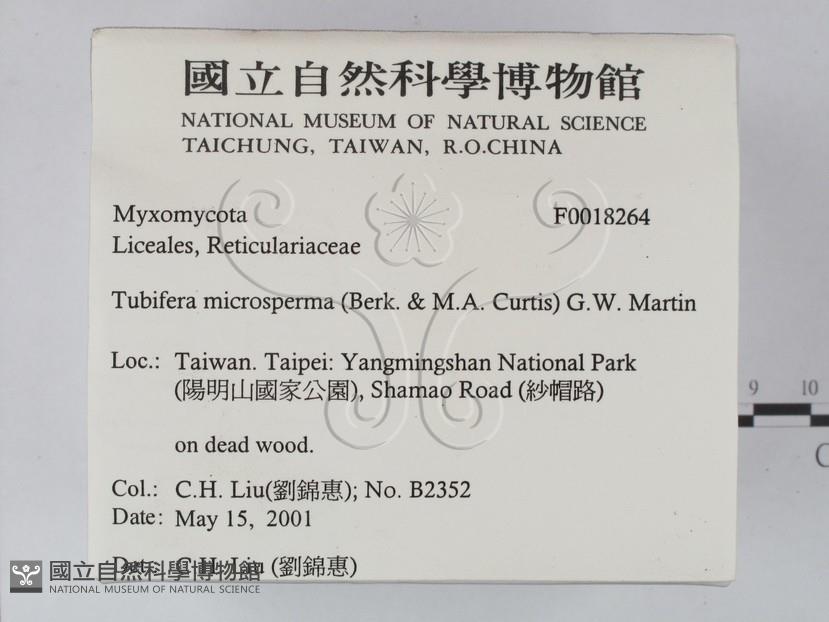 國立自然科學博物館
NATIONAL MUSEUM OF NATURAL SCIENCE
TAICHUNG, TAIWAN, R.O.CHINA
Myxomycota F0018264
Liceales, Reticulariaceae
Tubifera microsperma (Berk. & M.A. Curtis) G.W. Martin
Loc.: Taiwan. Taipei: Yangmingshan National Park
(陽明山國家公園), Shamao Road (紗帽路)
on dead wood.
9 10
Col.: C.H. Liu(劉錦惠); No. B2352
Date: May 15, 2001
Det.: C.H. Liu (劉錦惠)
國立自然科學博物館
NATIONAL MUSEUM OF NATURAL SCIENCE